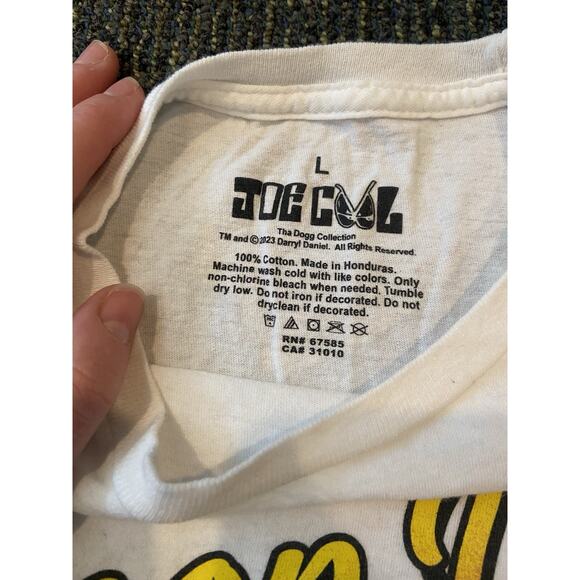 L
JOE COOL
Tha Dogg Collection
TM and © 2023 Darryl Daniel. All Rights Reserved.
100% Cotton. Made in Honduras.
Machine wash cold with like colors. Only
non-chlorine bleach when needed. Tumble
dry low. Do not iron if decorated. Do not
dryclean if decorated.
RN# 67585
CA# 31010